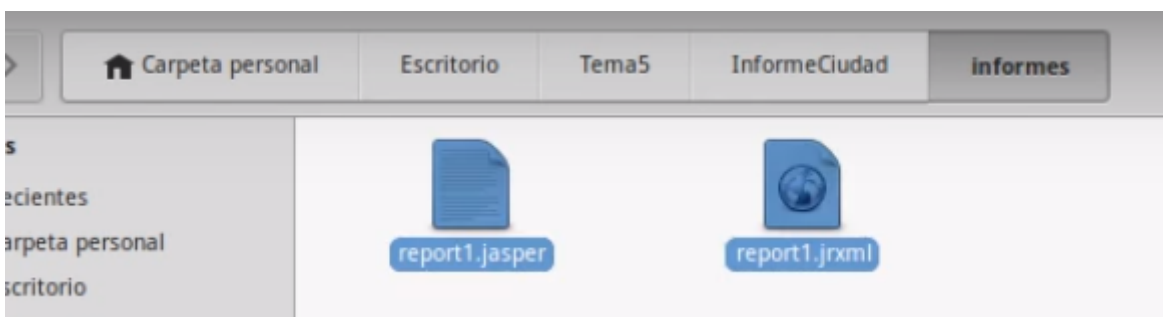 Carpeta personal Escritorio Tema5 InformeCiudad informes
s
ecientes
arpeta personal
scritorio
report1.jasper report1.jrxml